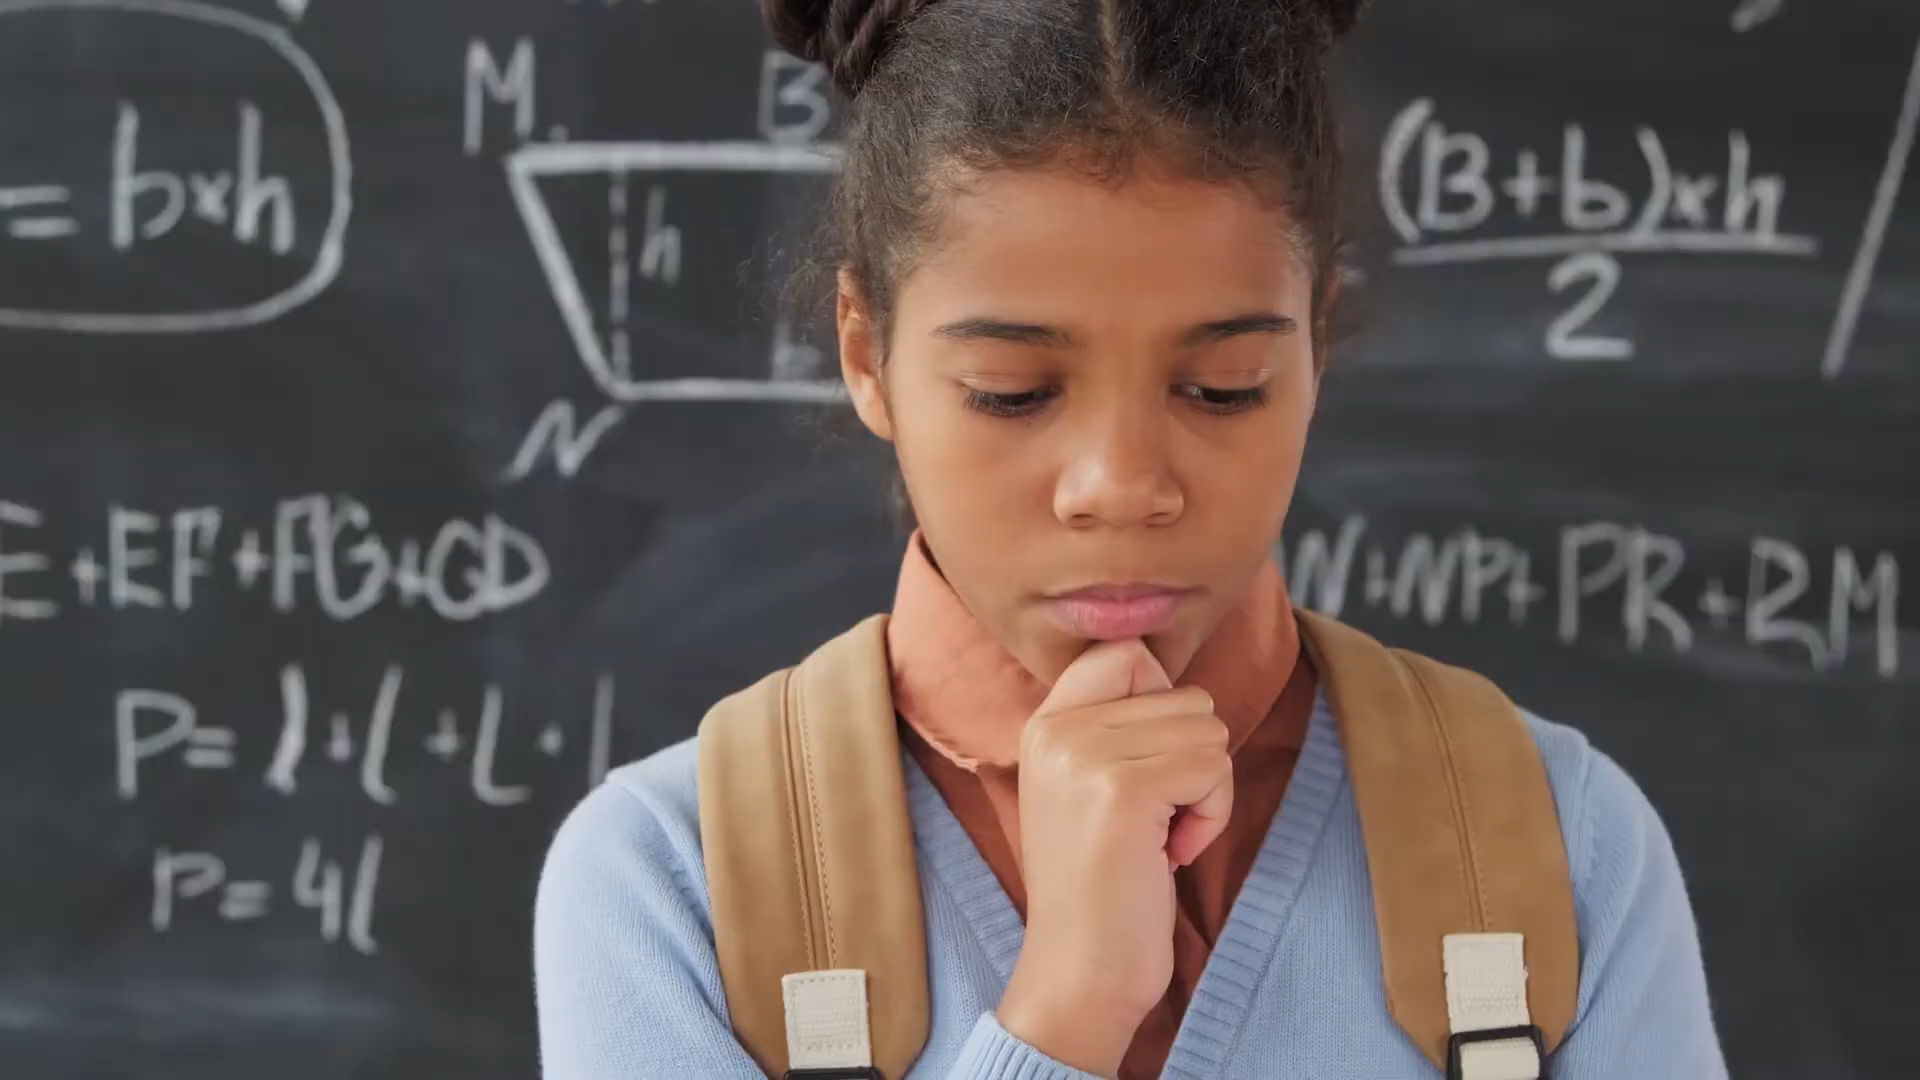 = b×h
M B
h
b
N
(B+b)×h
2
E+EF+FG+GD
N+NP+PR+RM
P= l+l+l+l
P=4l